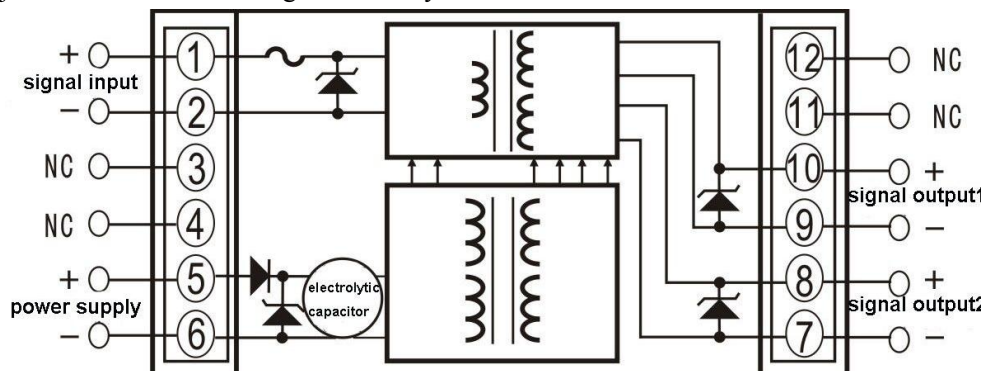 +
signal input
−
NC
NC
+
power supply
−
1
2
3
4
5
6
electrolytic
capacitor
12
11
10
9
8
7
NC
NC
+
signal output1
−
+
signal output2
−